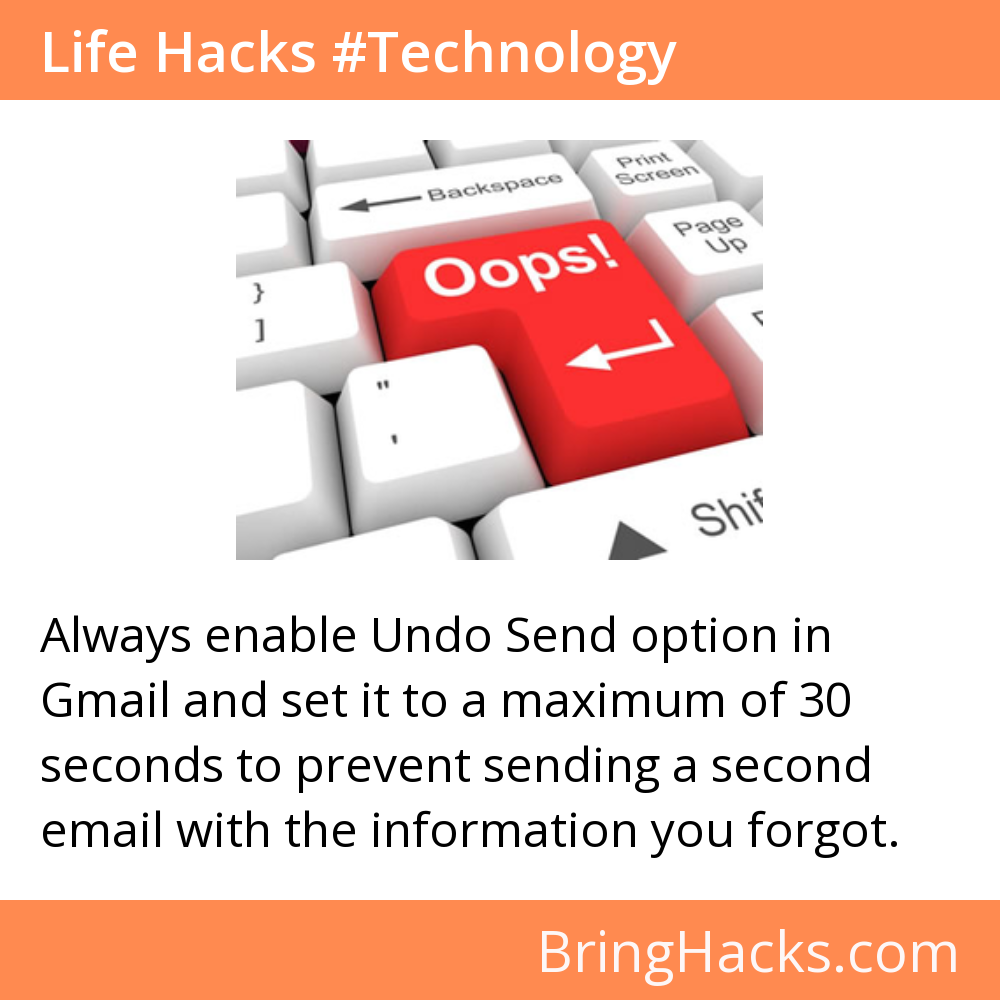 Life Hacks #Technology
Print
Screen
Backspace
Page
Up
Oops!
}
]
"
'
Always enable Undo Send option in
Gmail and set it to a maximum of 30
seconds to prevent sending a second
email with the information you forgot.
BringHacks.com